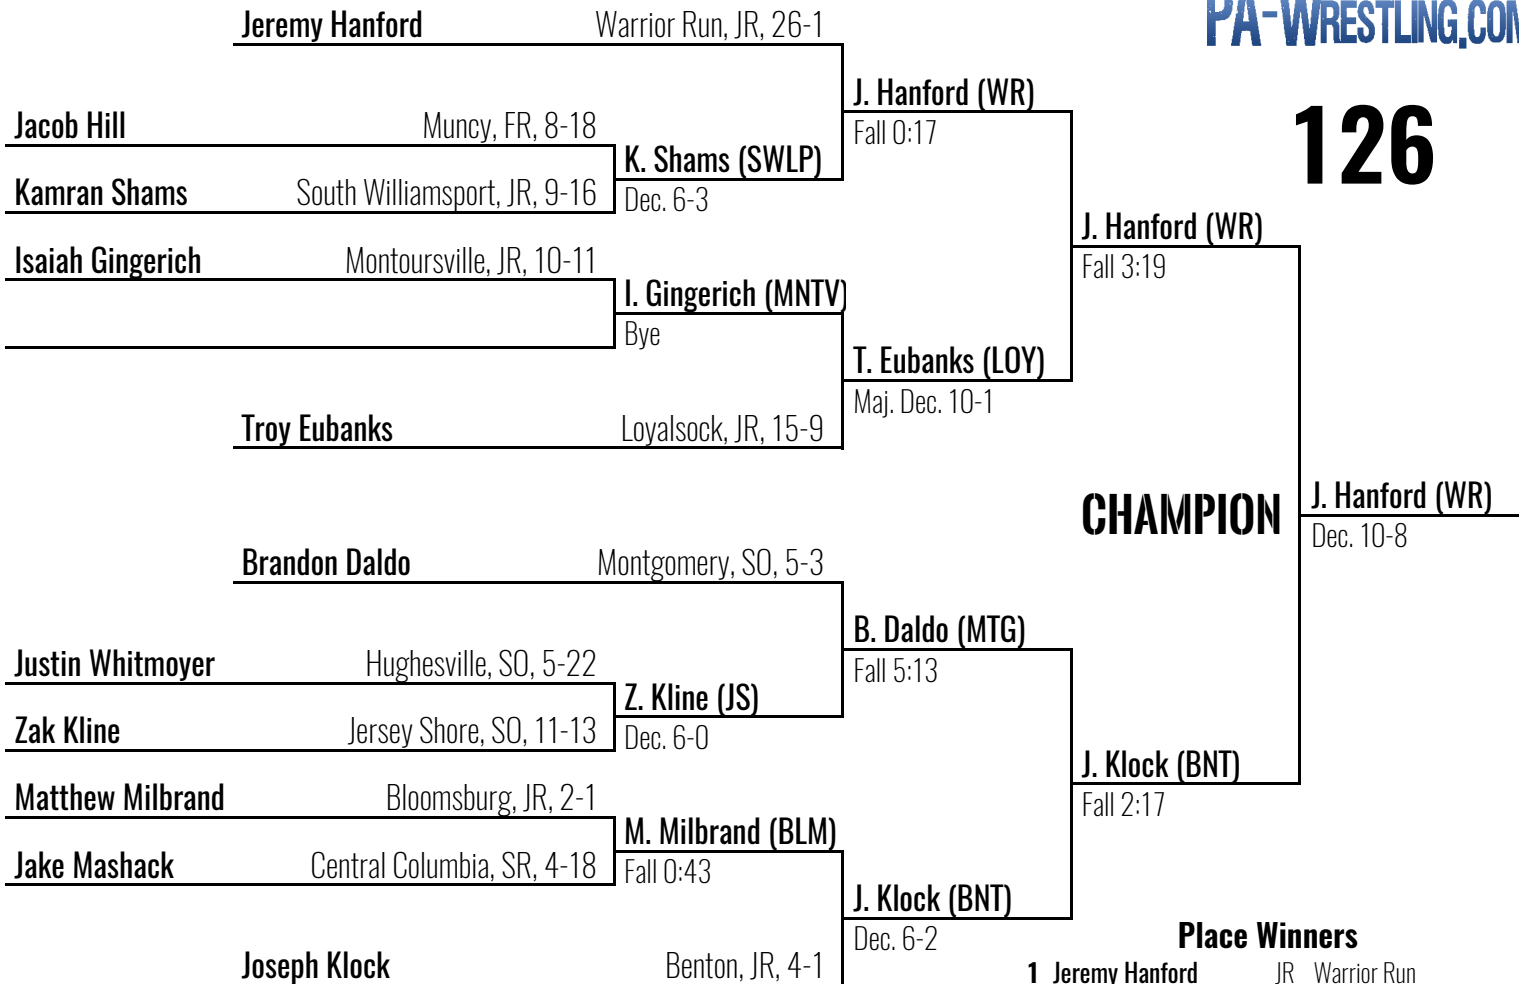 PA-WRESTLING.COM
126
Jeremy Hanford Warrior Run, JR, 26-1
J. Hanford (WR)
Fall 0:17
Jacob Hill Muncy, FR, 8-18
K. Shams (SWLP)
Dec. 6-3
Kamran Shams South Williamsport, JR, 9-16
J. Hanford (WR)
Fall 3:19
Isaiah Gingerich Montoursville, JR, 10-11
I. Gingerich (MNTV)
Bye
T. Eubanks (LOY)
Maj. Dec. 10-1
Troy Eubanks Loyalsock, JR, 15-9
CHAMPION
J. Hanford (WR)
Dec. 10-8
Brandon Daldo Montgomery, SO, 5-3
B. Daldo (MTG)
Fall 5:13
Justin Whitmoyer Hughesville, SO, 5-22
Z. Kline (JS)
Dec. 6-0
Zak Kline Jersey Shore, SO, 11-13
J. Klock (BNT)
Fall 2:17
Matthew Milbrand Bloomsburg, JR, 2-1
M. Milbrand (BLM)
Fall 0:43
Jake Mashack Central Columbia, SR, 4-18
J. Klock (BNT)
Dec. 6-2
Joseph Klock Benton, JR, 4-1
Place Winners
1 Jeremy Hanford JR Warrior Run